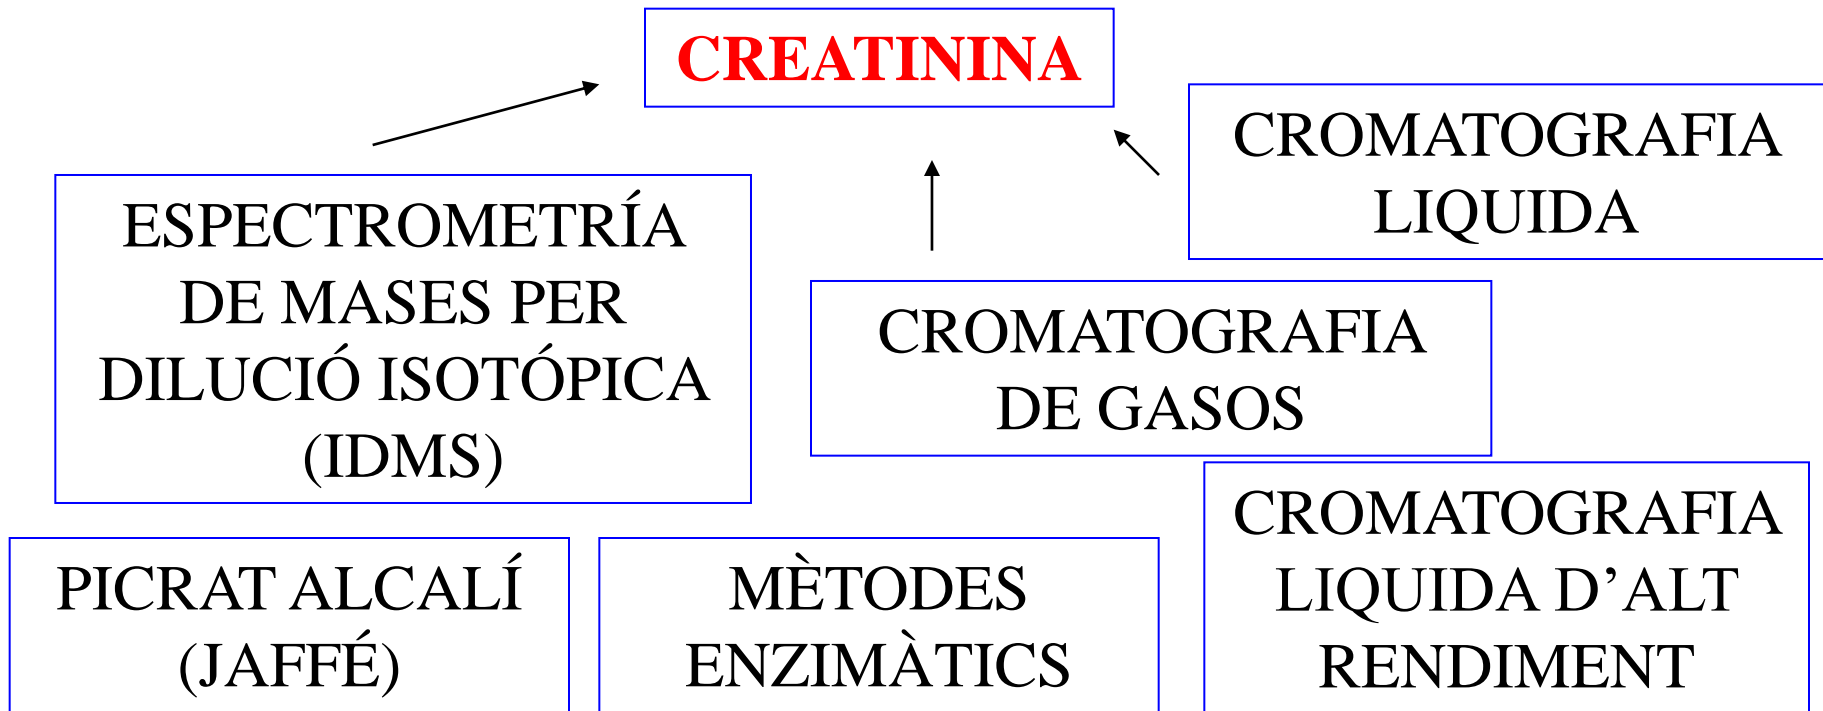 CREATININA
CROMATOGRAFIA
LIQUIDA
ESPECTROMETRÍA
DE MASES PER
DILUCIÓ ISOTÓPICA
(IDMS)
CROMATOGRAFIA
DE GASOS
PICRAT ALCALÍ
(JAFFÉ)
MÈTODES
ENZIMÀTICS
CROMATOGRAFIA
LIQUIDA D’ALT
RENDIMENT